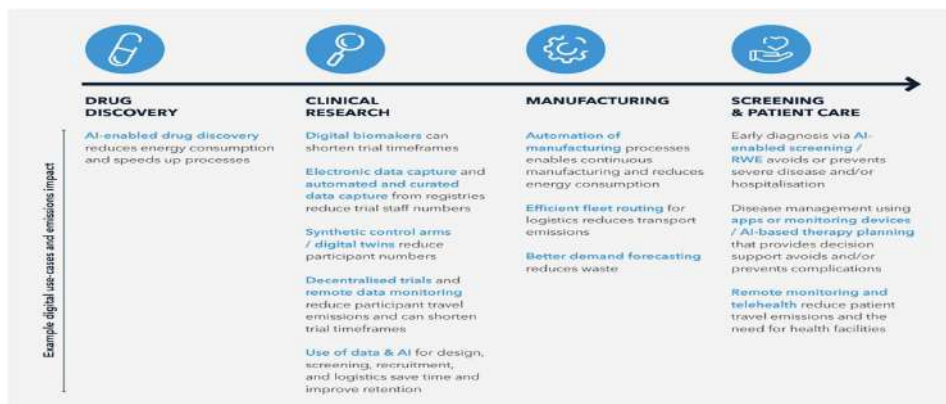 DRUG
DISCOVERY
AI-enabled drug discovery
reduces energy consumption
and speeds up processes
CLINICAL
RESEARCH
Digital biomakers can
shorten trial timeframes
Electronic data capture and
automated and curated
data capture from registries
reduce trial staff numbers
Synthetic control arms
/ digital twins reduce
participant numbers
Decentralised trials and
remote data monitoring
reduce participant travel
emissions and can shorten
trial timeframes
Use of data & AI for design,
screening, recruitment,
and logistics save time and
improve retention
MANUFACTURING
Automation of
manufacturing processes
enables continuous
manufacturing and reduces
energy consumption
Efficient fleet routing for
logistics reduces transport
emissions
Better demand forecasting
reduces waste
SCREENING
& PATIENT CARE
Early diagnosis via AI-
enabled screening /
RWE avoids or prevents
severe disease and/or
hospitalisation
Disease management using
apps or monitoring devices
/ AI-based therapy planning
that provides decision
support avoids and/or
prevents complications
Remote monitoring and
telehealth reduce patient
travel emissions and the
need for health facilities
Example digital use-cases and emissions impact